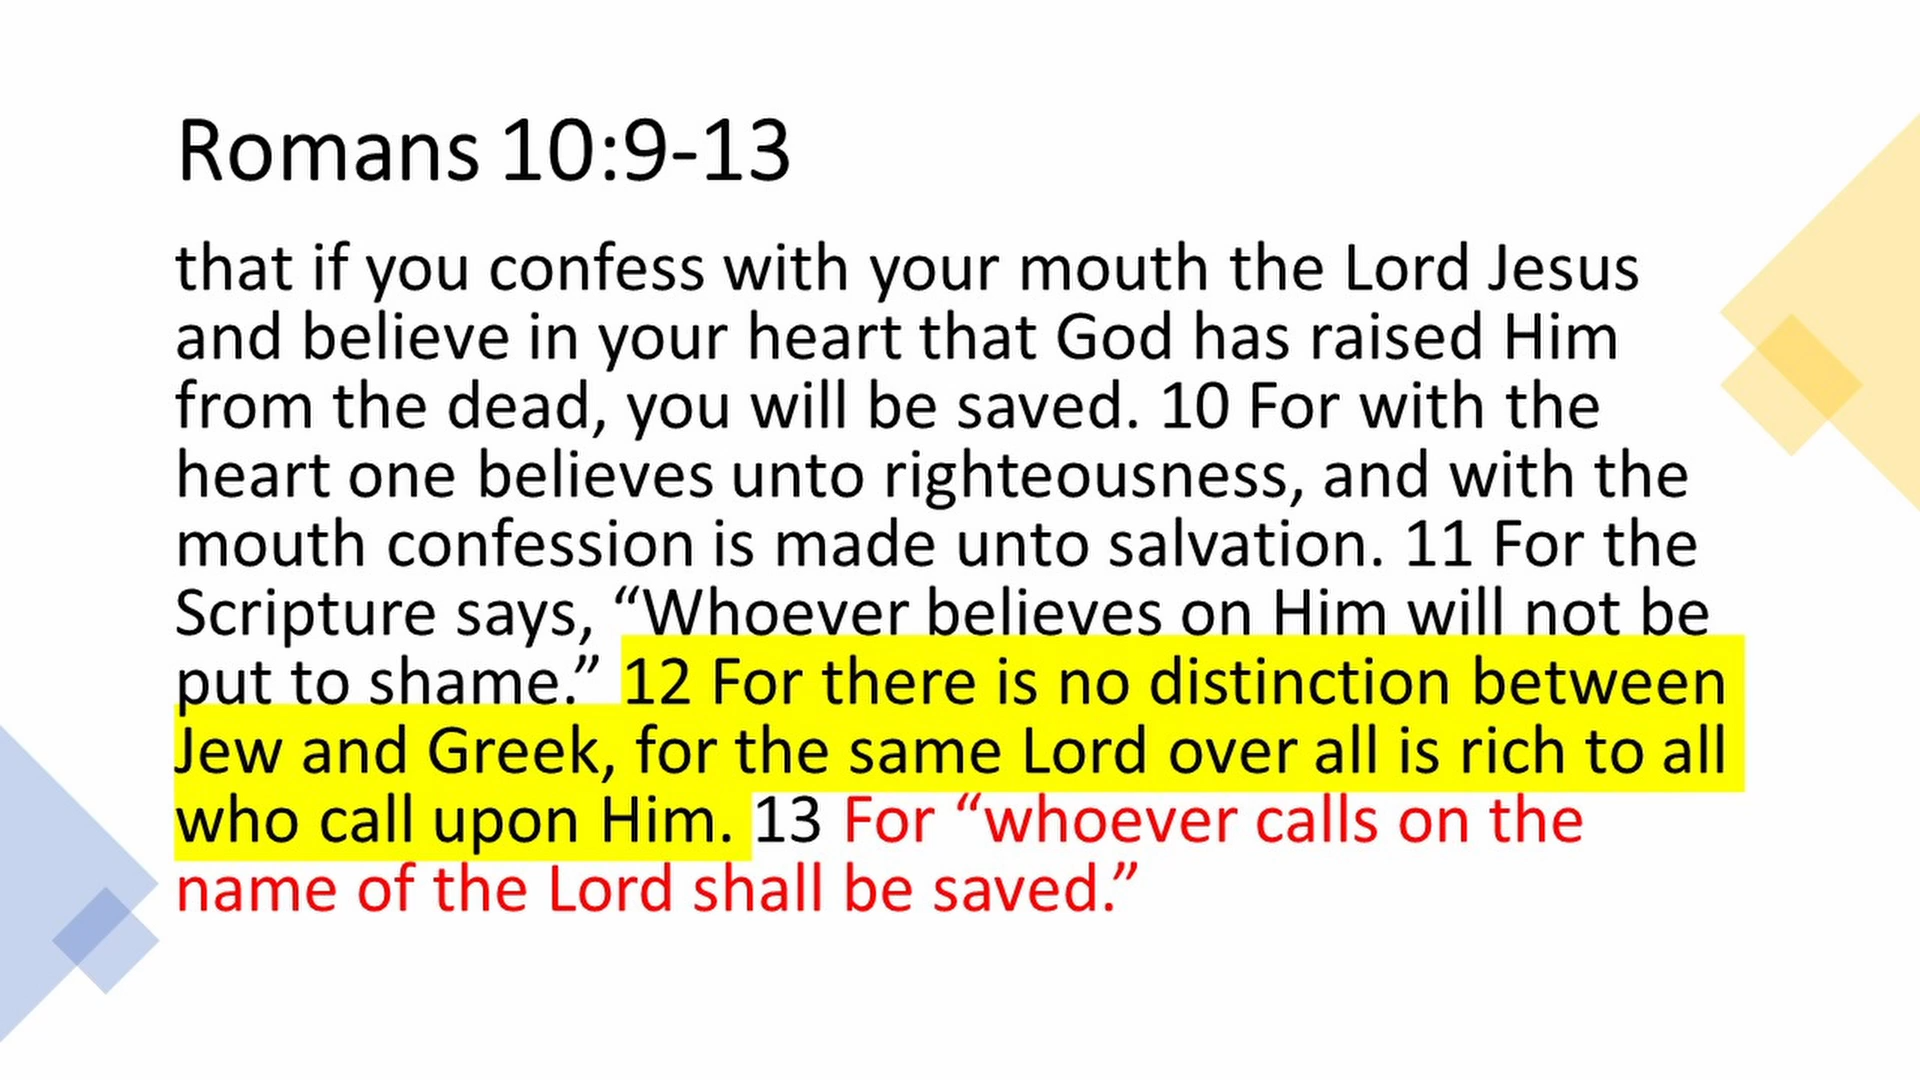 Romans 10:9-13
that if you confess with your mouth the Lord Jesus
and believe in your heart that God has raised Him
from the dead, you will be saved. 10 For with the
heart one believes unto righteousness, and with the
mouth confession is made unto salvation. 11 For the
Scripture says, “Whoever believes on Him will not be
put to shame.” 12 For there is no distinction between
Jew and Greek, for the same Lord over all is rich to all
who call upon Him. 13 For “whoever calls on the
name of the Lord shall be saved.”